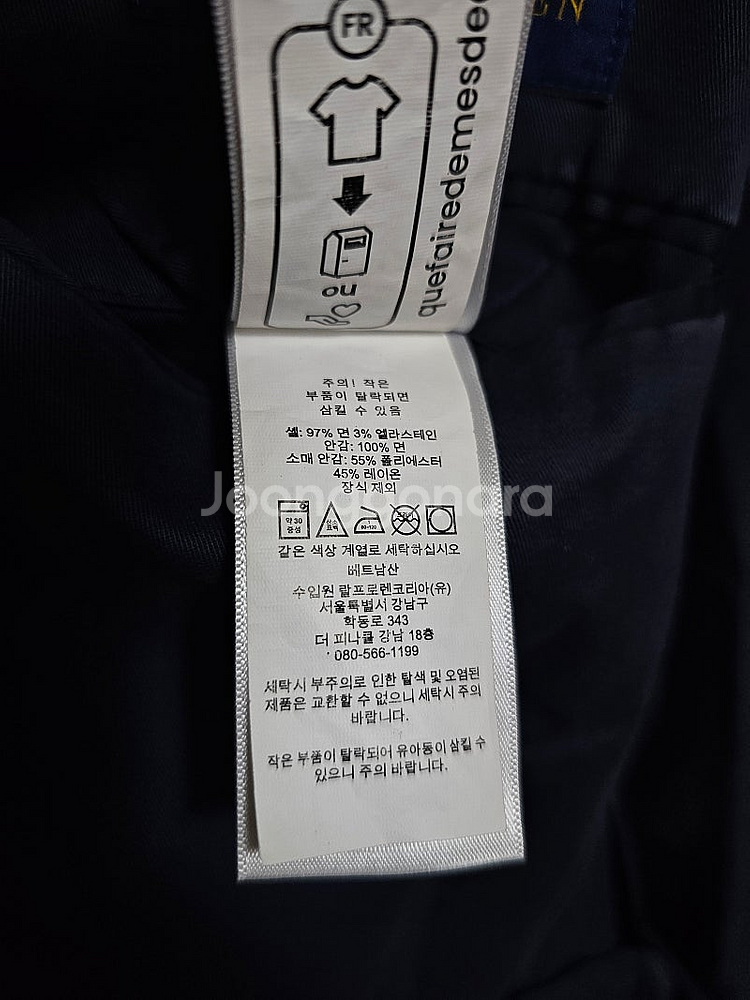 EN
FR
quefairedemesdec
OU
주의! 작은
부품이 탈락되면
삼킬 수 있음
셸: 97% 면 3% 엘라스테인
안감: 100% 면
소매 안감: 55% 폴리에스터
45% 레이온
장식 제외
Joonggonara
약 30
중성
산소
표백
같은 색상 계열로 세탁하십시오
베트남산
수입원 랄프로렌코리아(유)
서울특별시 강남구
학동로 343
더 피나클 강남 18층
080-566-1199
세탁시 부주의로 인한 탈색 및 오염된
제품은 교환할 수 없으니 세탁시 주의
바랍니다.
작은 부품이 탈락되어 유아동이 삼킬 수
있으니 주의 바랍니다.